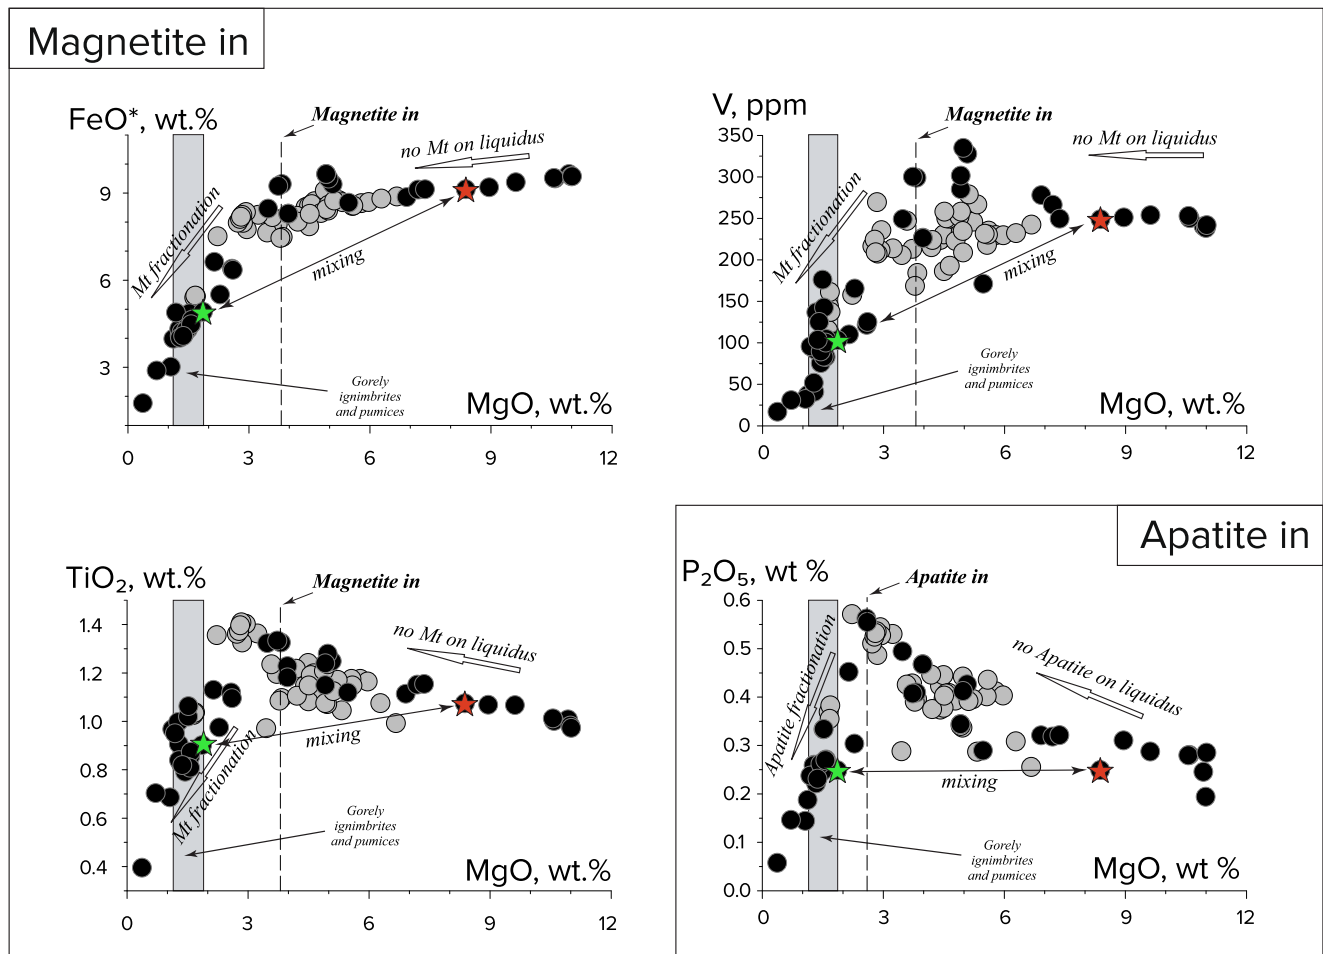 Magnetite in
FeO*, wt.%
Magnetite in
no Mt on liquidus
Mt fractionation
mixing
Gorely
ignimbrites
and pumices
MgO, wt.%
9
6
3
0 3 6 9 12
V, ppm
Magnetite in
no Mt on liquidus
Mt fractionation
mixing
Gorely
ignimbrites
and pumices
MgO, wt.%
350
300
250
200
150
100
50
0
0 3 6 9 12
TiO₂, wt.%
Magnetite in
no Mt on liquidus
mixing
Mt fractionation
Gorely
ignimbrites
and pumices
MgO, wt.%
1.4
1.2
1.0
0.8
0.6
0.4
0 3 6 9 12
Apatite in
P₂O₅, wt %
Apatite in
no Apatite on liquidus
Apatite fractionation
mixing
Gorely
ignimbrites
and pumices
MgO, wt %
0.6
0.5
0.4
0.3
0.2
0.1
0.0
0 3 6 9 12